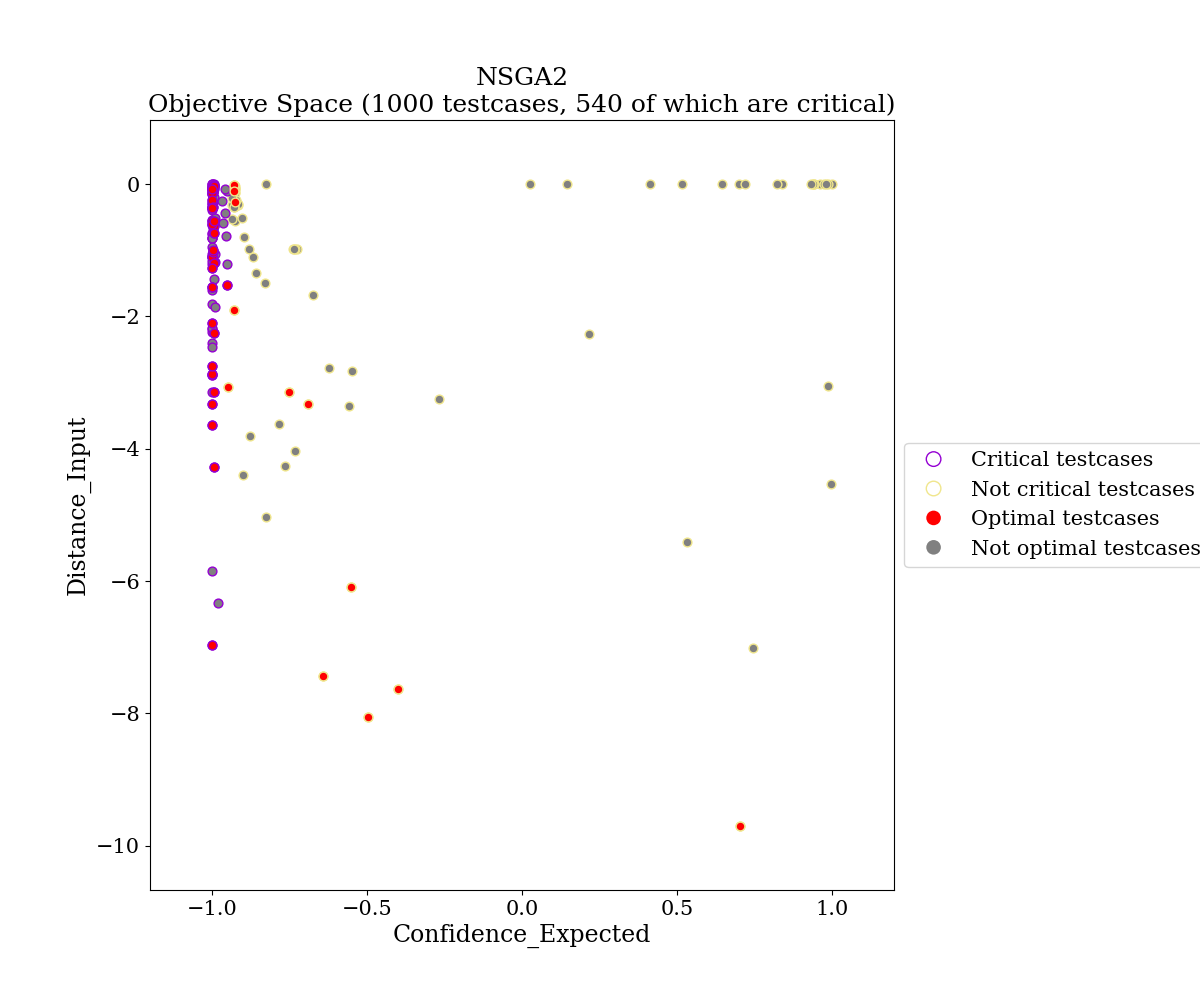 NSGA2
Objective Space (1000 testcases, 540 of which are critical)
0
−2
−4
−6
−8
−10
Distance_Input
−1.0
−0.5
0.0
0.5
1.0
Confidence_Expected
Critical testcases
Not critical testcases
Optimal testcases
Not optimal testcases